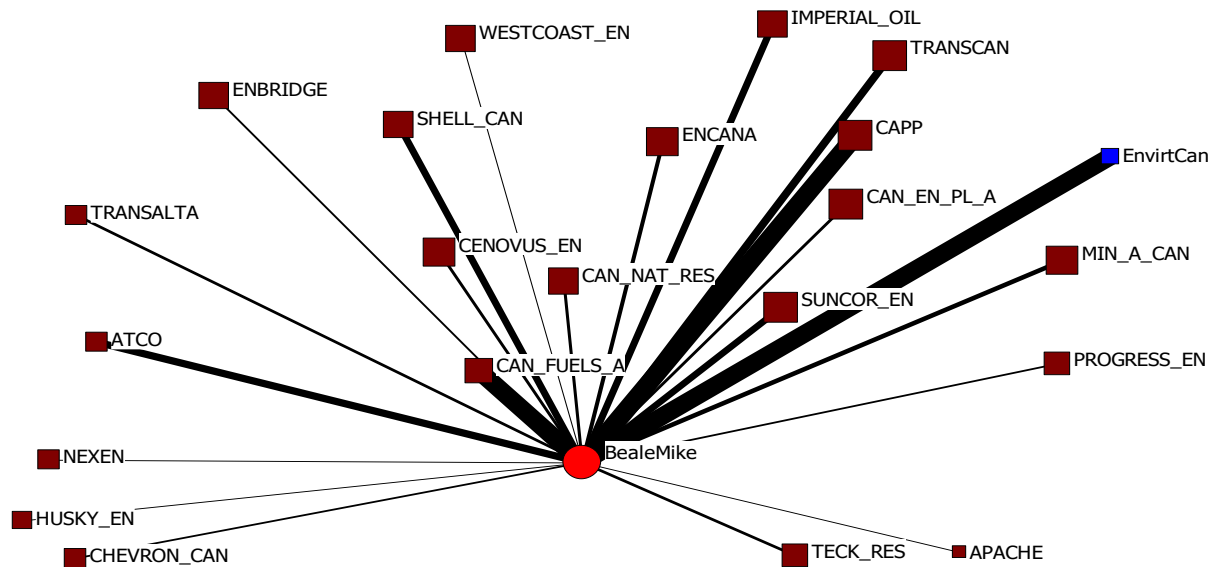 IMPERIAL_OIL
WESTCOAST_EN
TRANSCAN
ENBRIDGE
SHELL_CAN
CAPP
ENCANA
EnvirtCan
CAN_EN_PL_A
TRANSALTA
CENOVUS_EN
MIN_A_CAN
CAN_NAT_RES
SUNCOR_EN
ATCO
PROGRESS_EN
CAN_FUELS_A
BealeMike
NEXEN
HUSKY_EN
APACHE
TECK_RES
CHEVRON_CAN